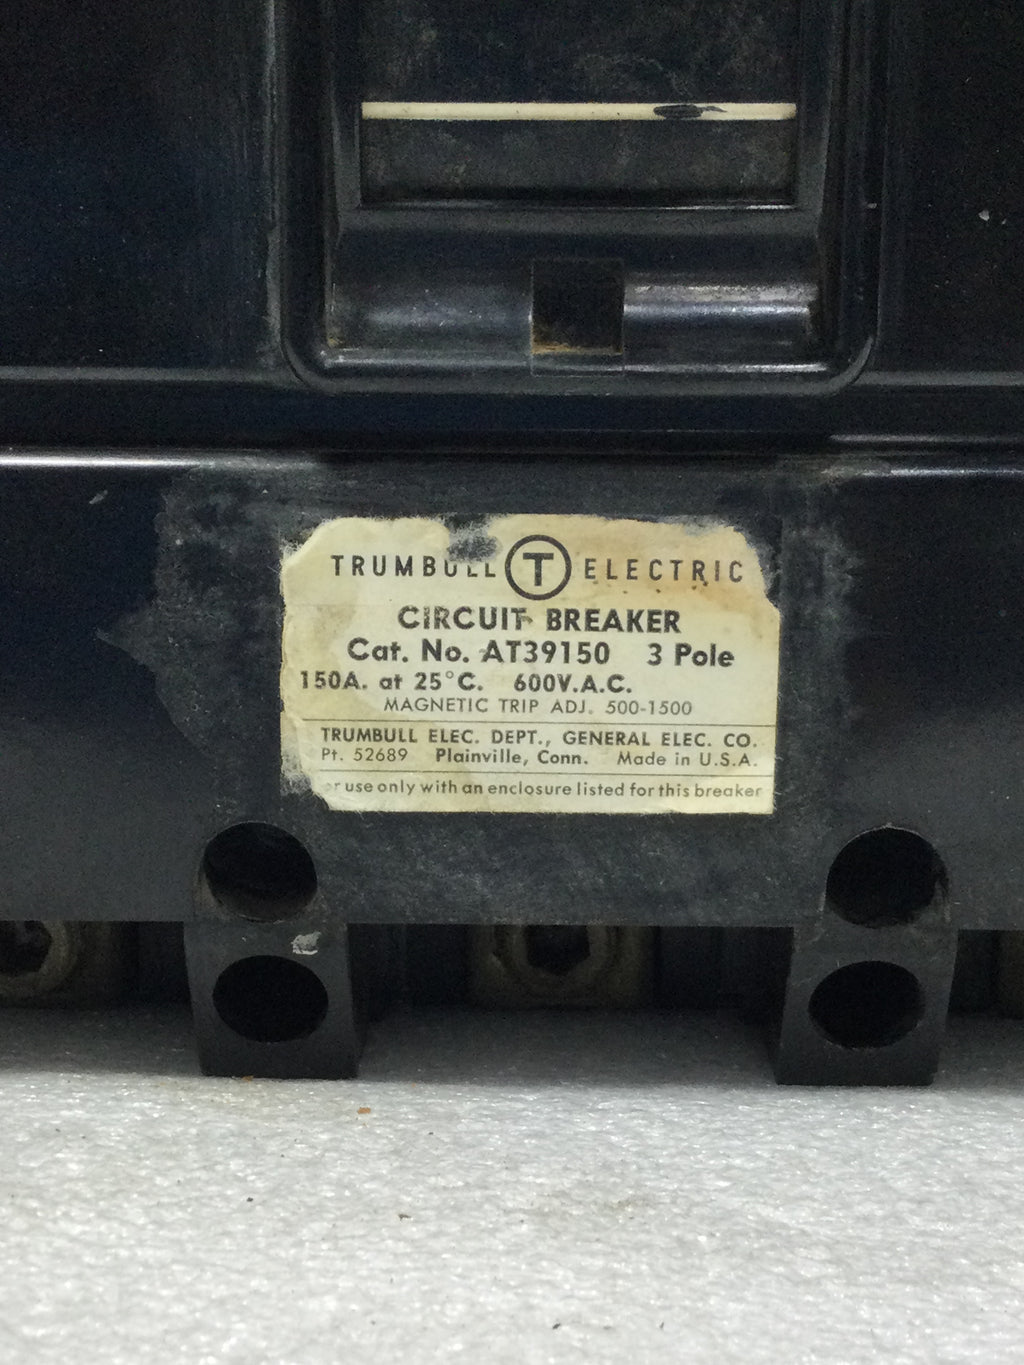 TRUMBULL T ELECTRIC
CIRCUIT BREAKER
Cat. No. AT39150 3 Pole
150A. at 25°C. 600V.A.C.
MAGNETIC TRIP ADJ. 500-1500
TRUMBULL ELEC. DEPT., GENERAL ELEC. CO.
Pt. 52689 Plainville, Conn. Made in U.S.A.
or use only with an enclosure listed for this breaker